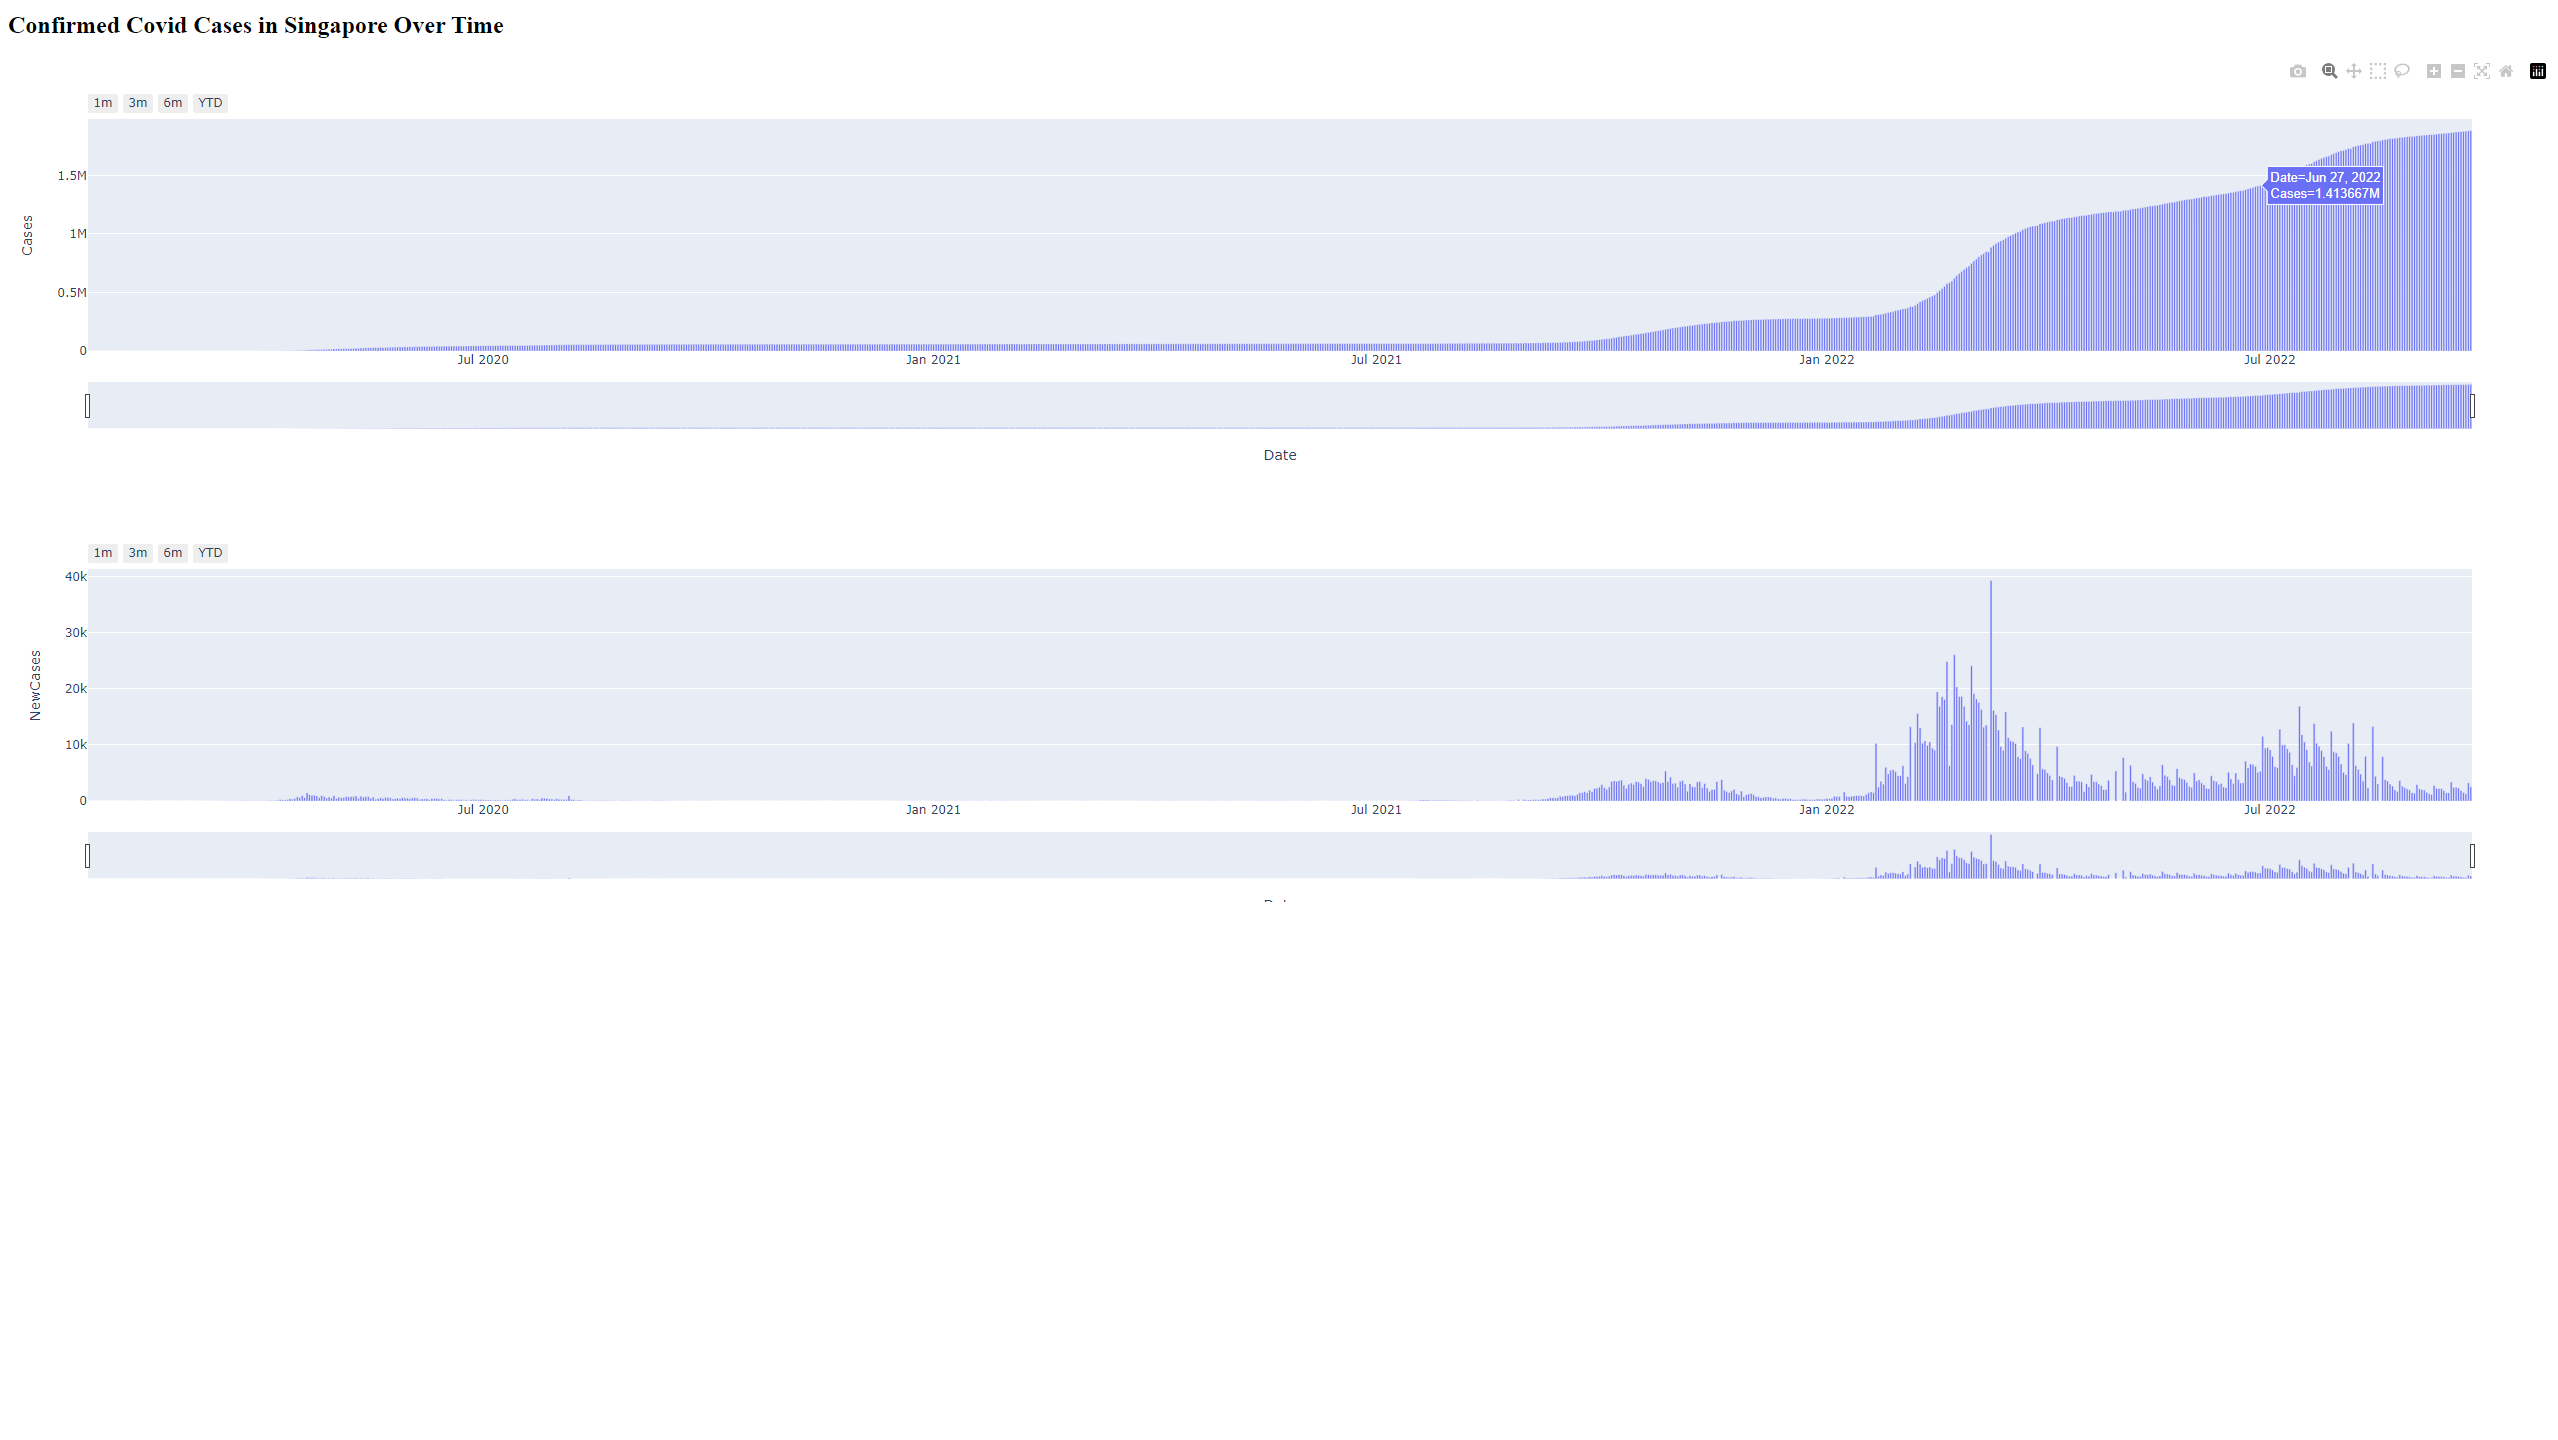 Confirmed Covid Cases in Singapore Over Time
1m 3m 6m YTD
1.5M
1M
0.5M
0
Cases
Date=Jun 27, 2022
Cases=1.413667M
Jul 2020 Jan 2021 Jul 2021 Jan 2022 Jul 2022
Date
1m 3m 6m YTD
40k
30k
20k
10k
0
NewCases
Jul 2020 Jan 2021 Jul 2021 Jan 2022 Jul 2022